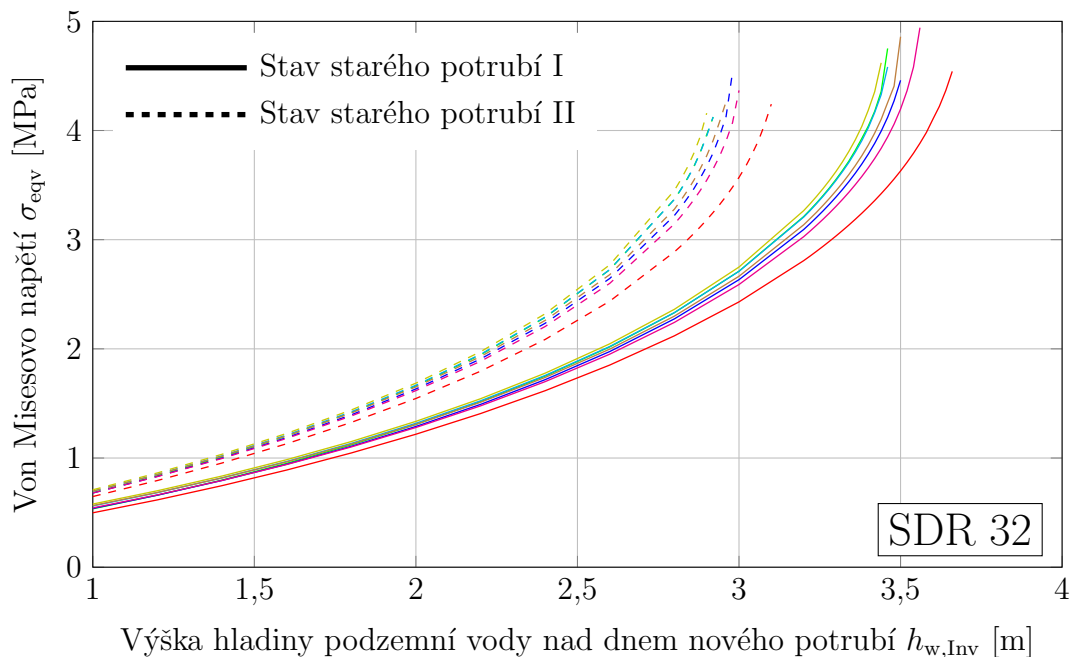 5
4
3
2
1
0
Von Misesovo napětí σeqv [MPa]
Stav starého potrubí I
Stav starého potrubí II
SDR 32
1 1,5 2 2,5 3 3,5 4
Výška hladiny podzemní vody nad dnem nového potrubí hw,Inv [m]